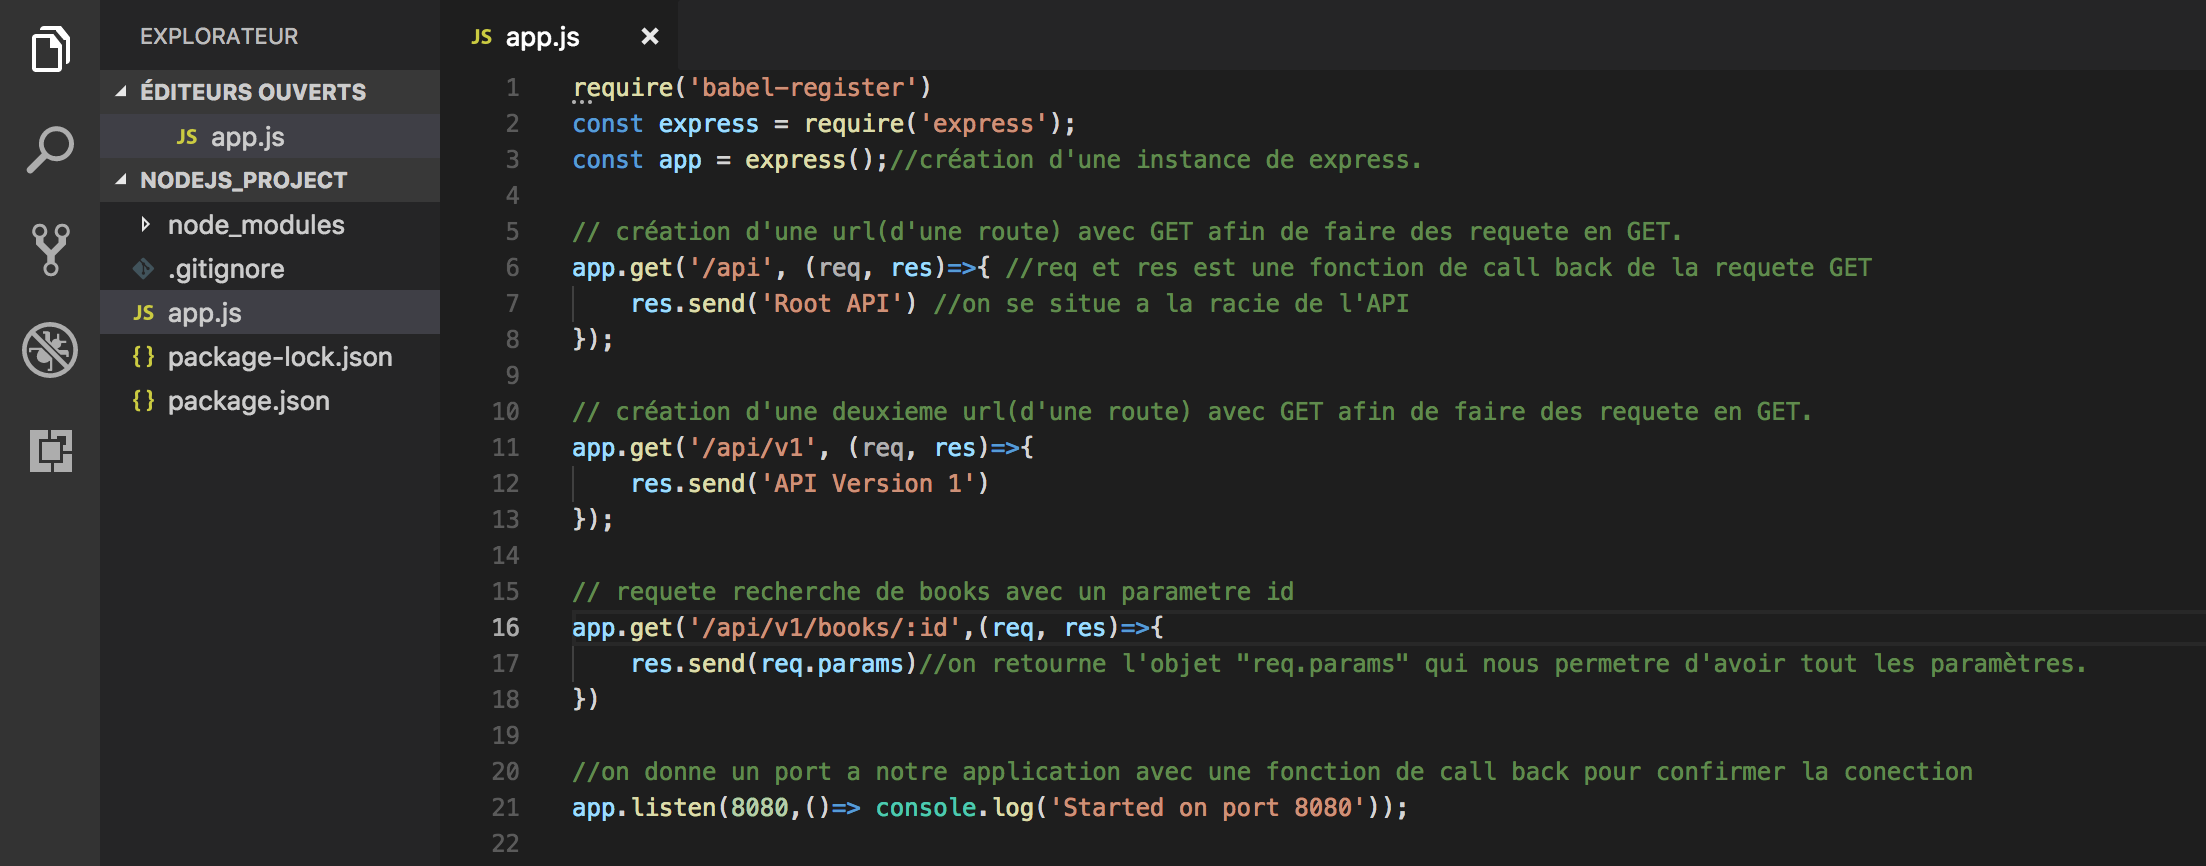 EXPLORATEUR
ÉDITEURS OUVERTS
JS app.js
NODEJS_PROJECT
node_modules
.gitignore
JS app.js
{ } package-lock.json
{ } package.json
JS app.js ×
1 require('babel-register')
2 const express = require('express');
3 const app = express();//création d'une instance de express.
4
5 // création d'une url(d'une route) avec GET afin de faire des requete en GET.
6 app.get('/api', (req, res)=>{ //req et res est une fonction de call back de la requete GET
7     res.send('Root API') //on se situe a la racie de l'API
8 });
9
10 // création d'une deuxieme url(d'une route) avec GET afin de faire des requete en GET.
11 app.get('/api/v1', (req, res)=>{
12     res.send('API Version 1')
13 });
14
15 // requete recherche de books avec un parametre id
16 app.get('/api/v1/books/:id',(req, res)=>{
17     res.send(req.params)//on retourne l'objet "req.params" qui nous permetre d'avoir tout les paramètres.
18 })
19
20 //on donne un port a notre application avec une fonction de call back pour confirmer la conection
21 app.listen(8080,()=> console.log('Started on port 8080'));
22